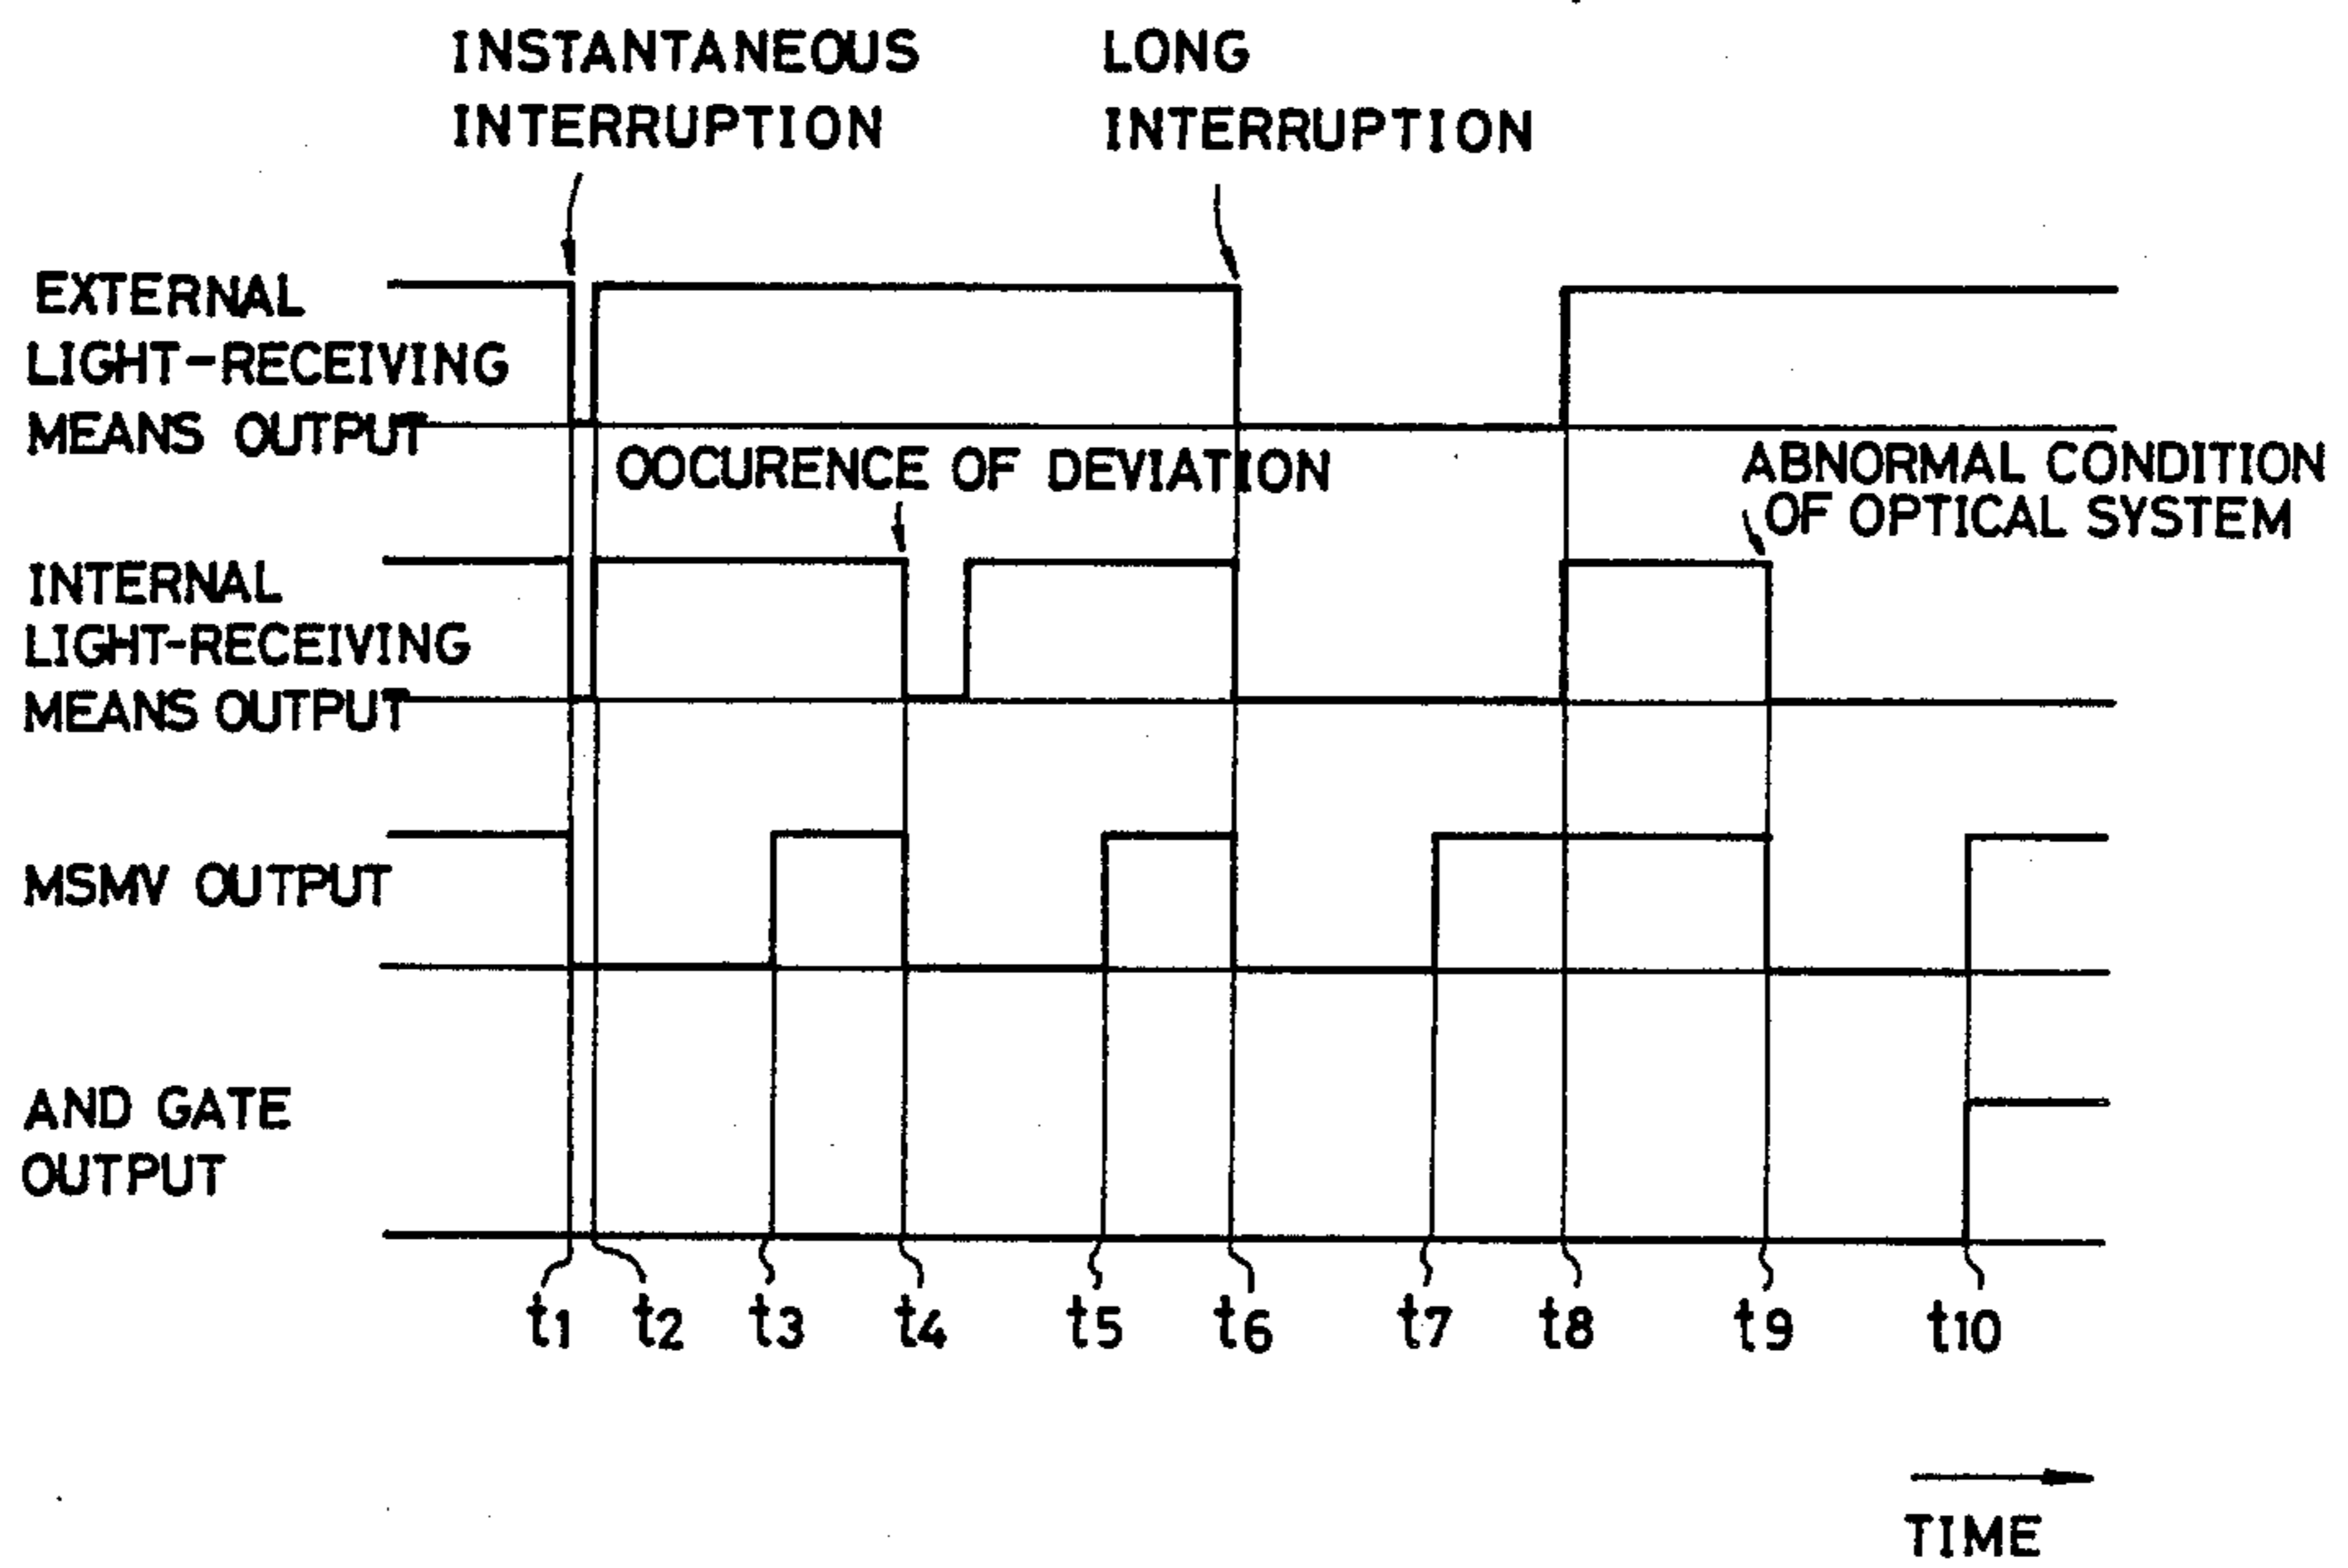 INSTANTANEOUS
INTERRUPTION
LONG
INTERRUPTION
EXTERNAL
LIGHT-RECEIVING
MEANS OUTPUT
OOCURENCE OF DEVIATION
ABNORMAL CONDITION
OF OPTICAL SYSTEM
INTERNAL
LIGHT-RECEIVING
MEANS OUTPUT
MSMV OUTPUT
AND GATE
OUTPUT
t1 t2 t3 t4 t5 t6 t7 t8 t9 t10
TIME